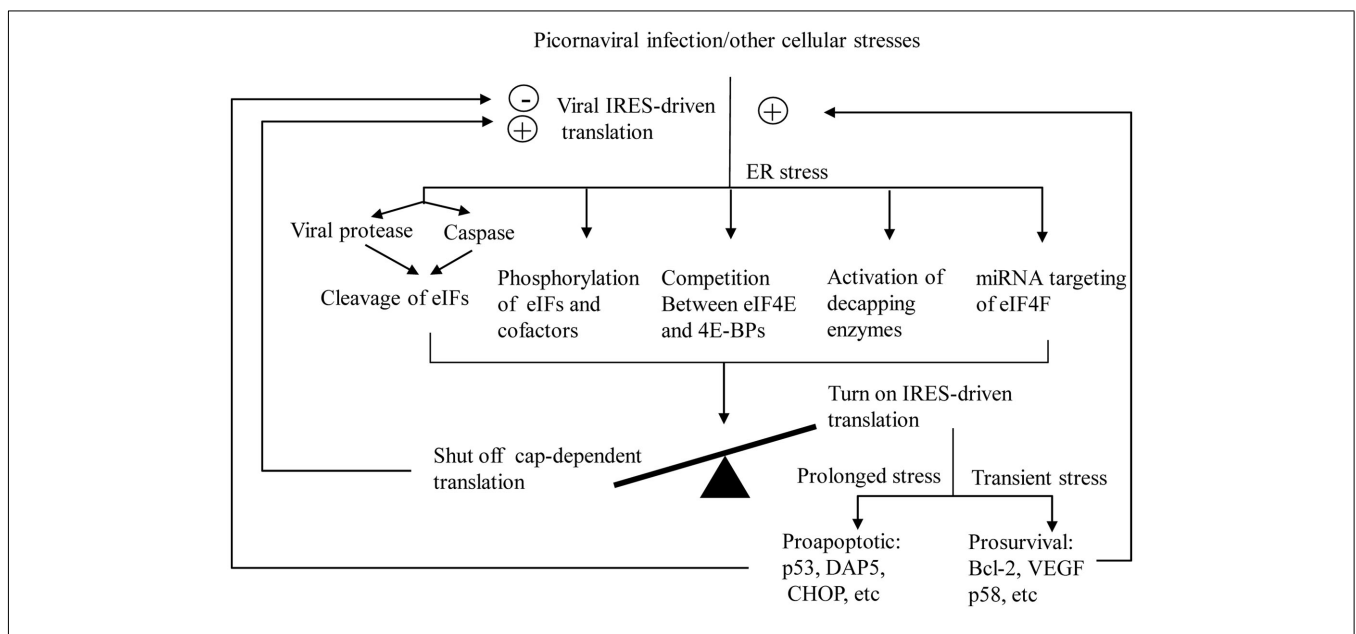 Picornaviral infection/other cellular stresses
-
+
Viral IRES-driven
translation
+
ER stress
Viral protease
Caspase
Cleavage of eIFs
Phosphorylation
of eIFs and
cofactors
Competition
Between eIF4E
and 4E-BPs
Activation of
decapping
enzymes
miRNA targeting
of eIF4F
Turn on IRES-driven
translation
Shut off cap-dependent
translation
Prolonged stress
Transient stress
Proapoptotic:
p53, DAP5,
CHOP, etc
Prosurvival:
Bcl-2, VEGF
p58, etc